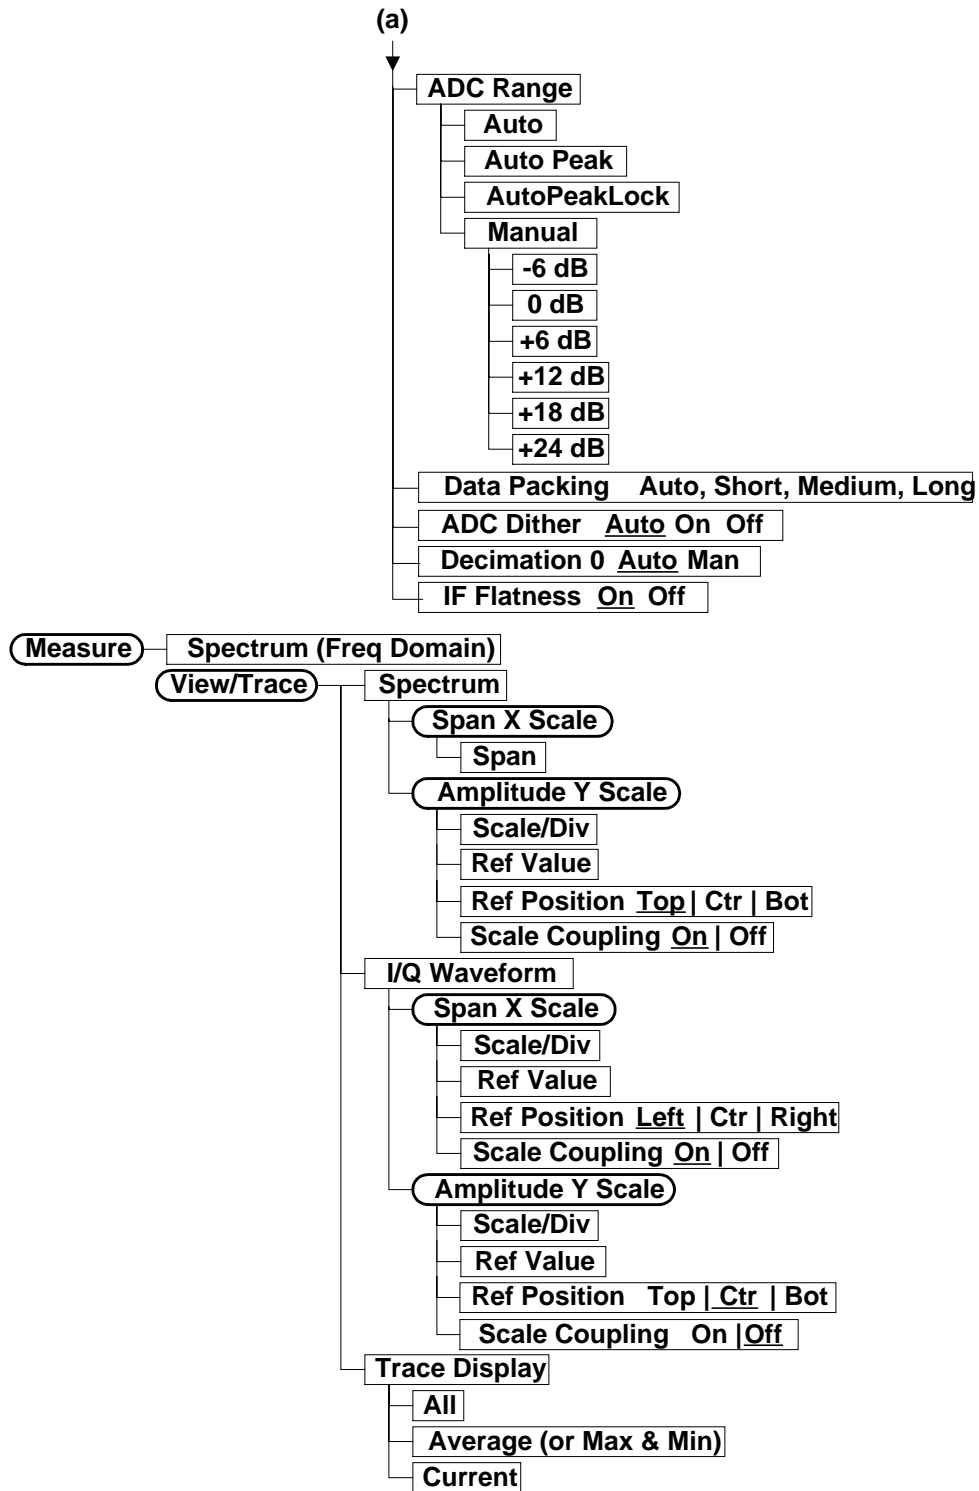 (a)
ADC Range
Auto
Auto Peak
AutoPeakLock
Manual
-6 dB
0 dB
+6 dB
+12 dB
+18 dB
+24 dB
Data Packing Auto, Short, Medium, Long
ADC Dither Auto On Off
Decimation 0 Auto Man
IF Flatness On Off
Measure Spectrum (Freq Domain)
View/Trace Spectrum
Span X Scale
Span
Amplitude Y Scale
Scale/Div
Ref Value
Ref Position Top | Ctr | Bot
Scale Coupling On | Off
I/Q Waveform
Span X Scale
Scale/Div
Ref Value
Ref Position Left | Ctr | Right
Scale Coupling On | Off
Amplitude Y Scale
Scale/Div
Ref Value
Ref Position Top | Ctr | Bot
Scale Coupling On | Off
Trace Display
All
Average (or Max & Min)
Current